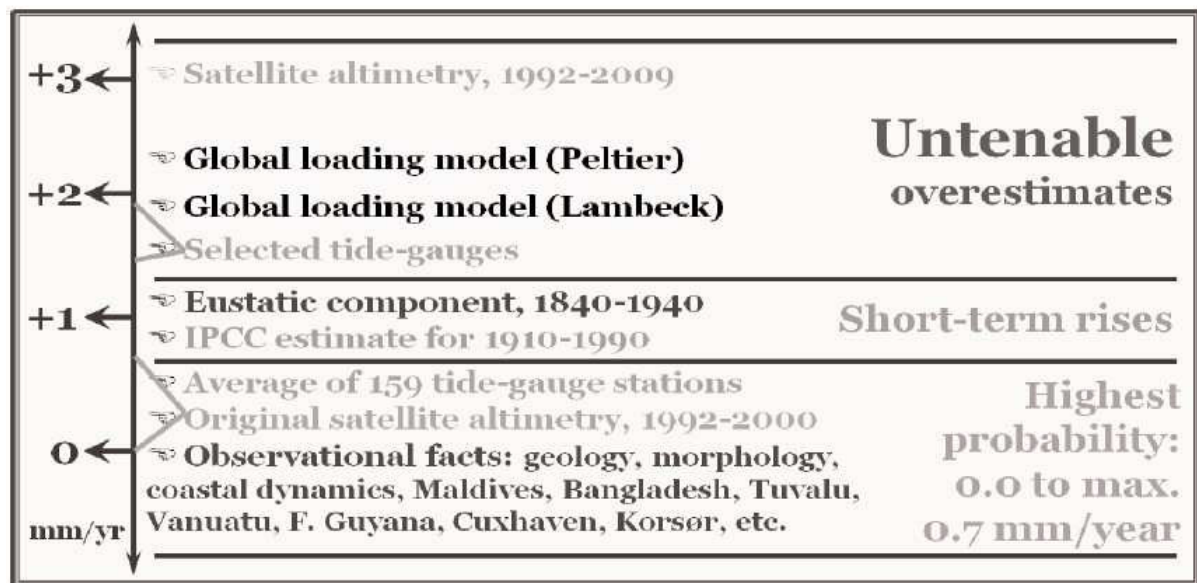 +3
Satellite altimetry, 1992-2009
Global loading model (Peltier)
Untenable
overestimates
+2
Global loading model (Lambeck)
Selected tide-gauges
Eustatic component, 1840-1940
+1
IPCC estimate for 1910-1990
Short-term rises
Average of 159 tide-gauge stations
Original satellite altimetry, 1992-2000
0
Observational facts: geology, morphology,
coastal dynamics, Maldives, Bangladesh, Tuvalu,
Vanuatu, F. Guyana, Cuxhaven, Korsør, etc.
Highest
probability:
0.0 to max.
0.7 mm/year
mm/yr